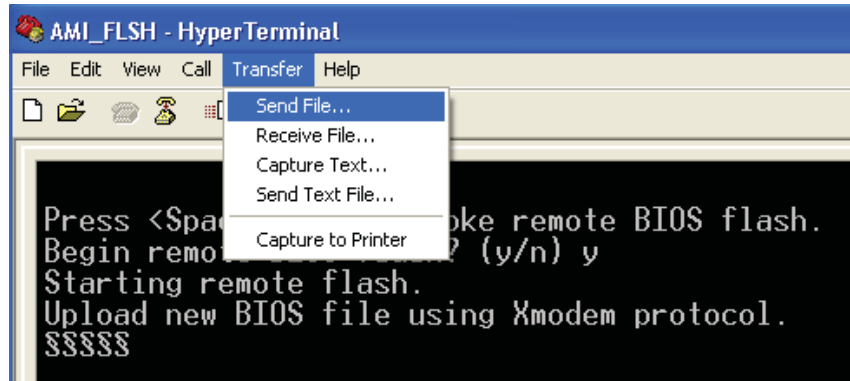 AMI_FLSH - HyperTerminal
File Edit View Call Transfer Help
Send File...
Receive File...
Capture Text...
Send Text File...
Capture to Printer
Press <Spa oke remote BIOS flash.
Begin remo ? (y/n) y
Starting remote flash.
Upload new BIOS file using Xmodem protocol.
§§§§§